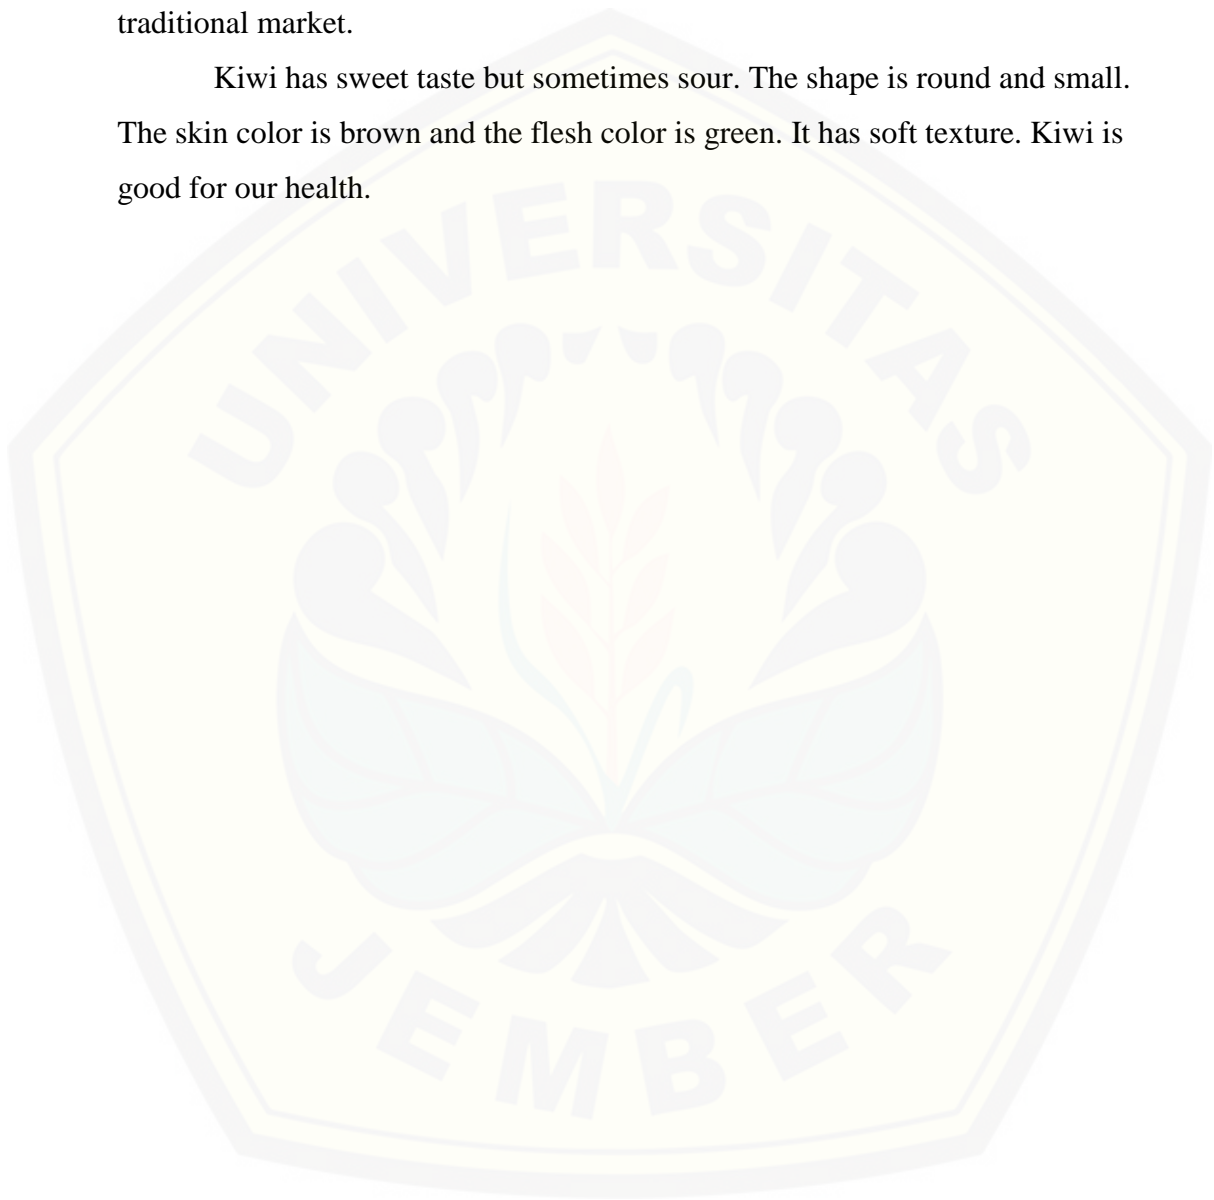 traditional market.
Kiwi has sweet taste but sometimes sour. The shape is round and small.
The skin color is brown and the flesh color is green. It has soft texture. Kiwi is
good for our health.
UNIVERSITAS
JEMBER